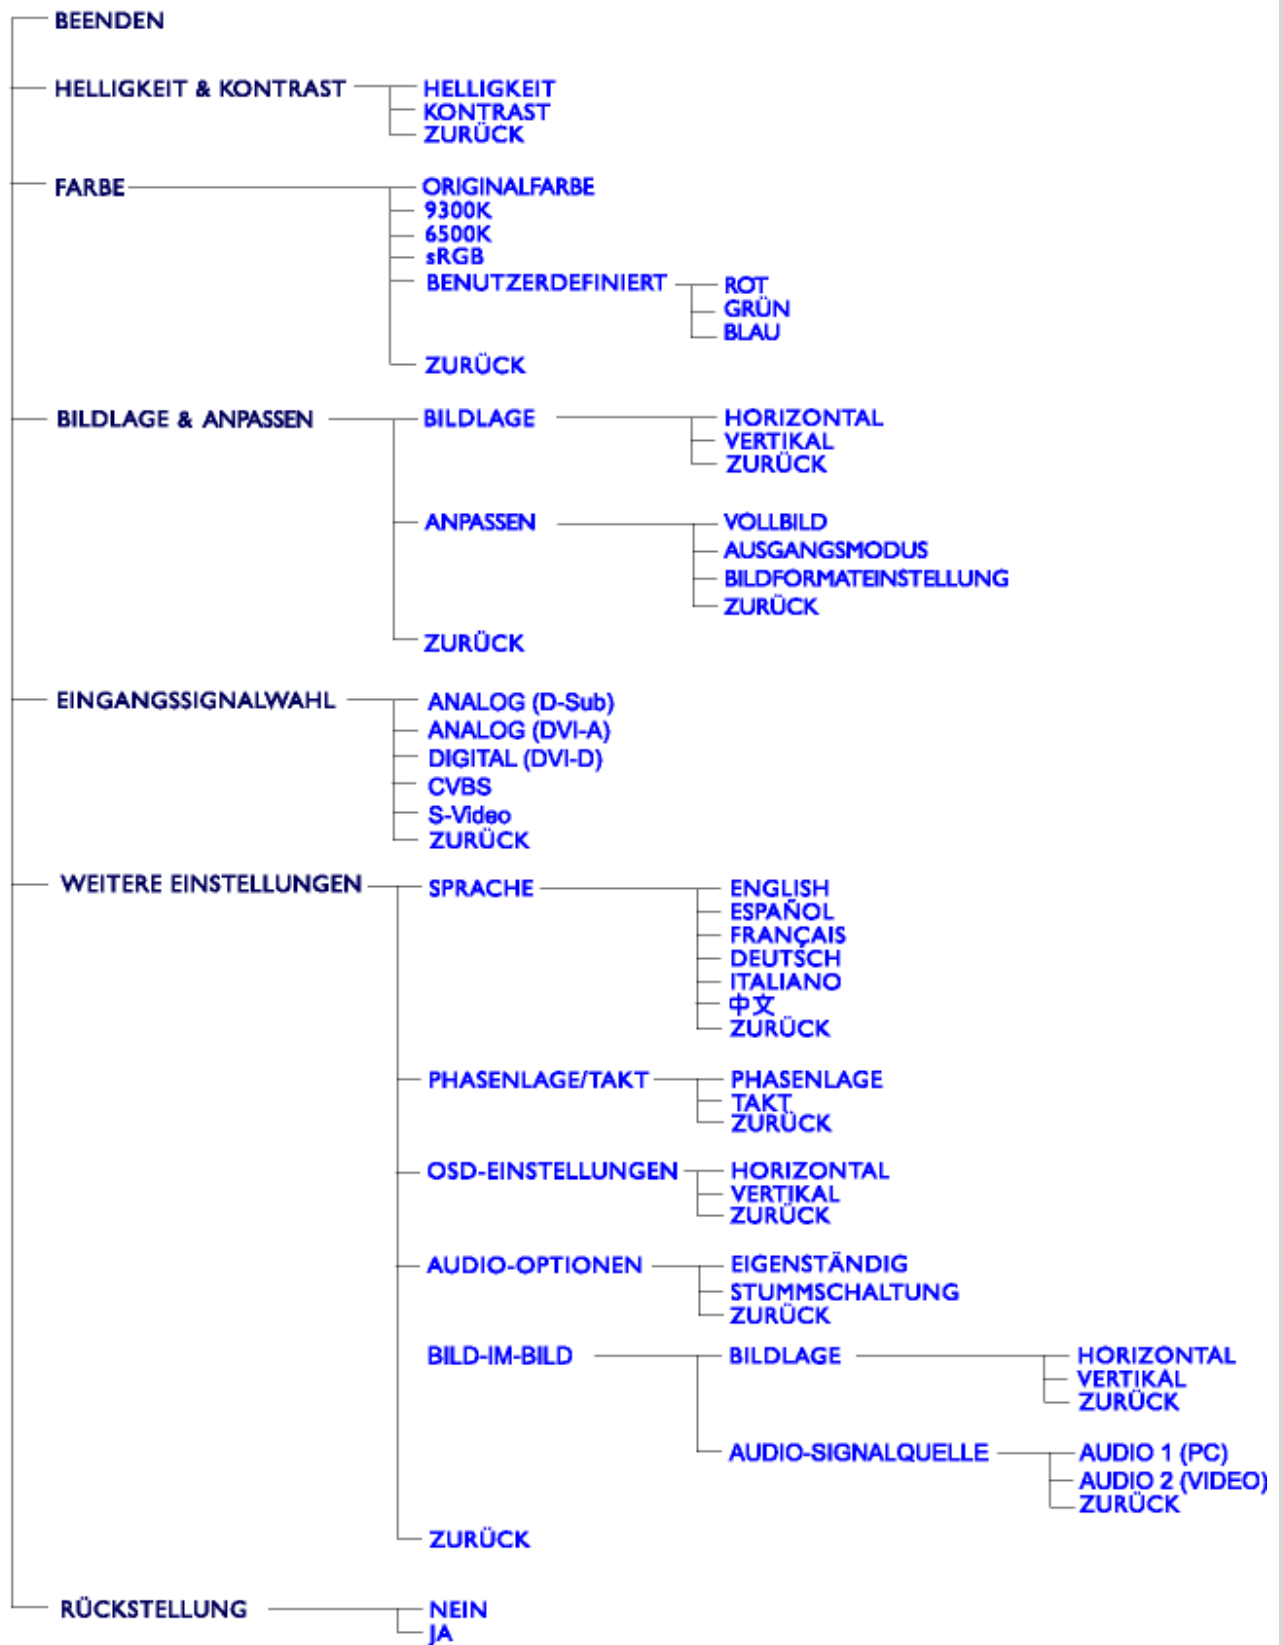 BEENDEN
HELLIGKEIT & KONTRAST
HELLIGKEIT
KONTRAST
ZURÜCK
FARBE
ORIGINALFARBE
9300K
6500K
sRGB
BENUTZERDEFINIERT
ROT
GRÜN
BLAU
ZURÜCK
BILDLAGE & ANPASSEN
BILDLAGE
HORIZONTAL
VERTIKAL
ZURÜCK
ANPASSEN
VOLLBILD
AUSGANGSMODUS
BILDFORMATEINSTELLUNG
ZURÜCK
ZURÜCK
EINGANGSSIGNALWAHL
ANALOG (D-Sub)
ANALOG (DVI-A)
DIGITAL (DVI-D)
CVBS
S-Video
ZURÜCK
WEITERE EINSTELLUNGEN
SPRACHE
ENGLISH
ESPAÑOL
FRANÇAIS
DEUTSCH
ITALIANO
中文
ZURÜCK
PHASENLAGE/TAKT
PHASENLAGE
TAKT
ZURÜCK
OSD-EINSTELLUNGEN
HORIZONTAL
VERTIKAL
ZURÜCK
AUDIO-OPTIONEN
EIGENSTÄNDIG
STUMMSCHALTUNG
ZURÜCK
BILD-IM-BILD
BILDLAGE
HORIZONTAL
VERTIKAL
ZURÜCK
AUDIO-SIGNALQUELLE
AUDIO 1 (PC)
AUDIO 2 (VIDEO)
ZURÜCK
ZURÜCK
RÜCKSTELLUNG
NEIN
JA